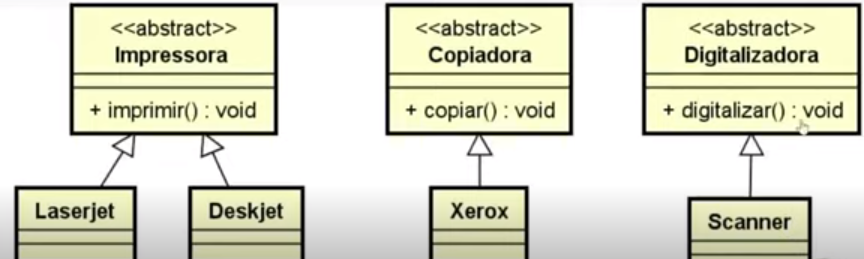 <<abstract>>
Impressora
+ imprimir() : void
<<abstract>>
Copiadora
+ copiar() : void
<<abstract>>
Digitalizadora
+ digitalizar() : void
Laserjet
Deskjet
Xerox
Scanner